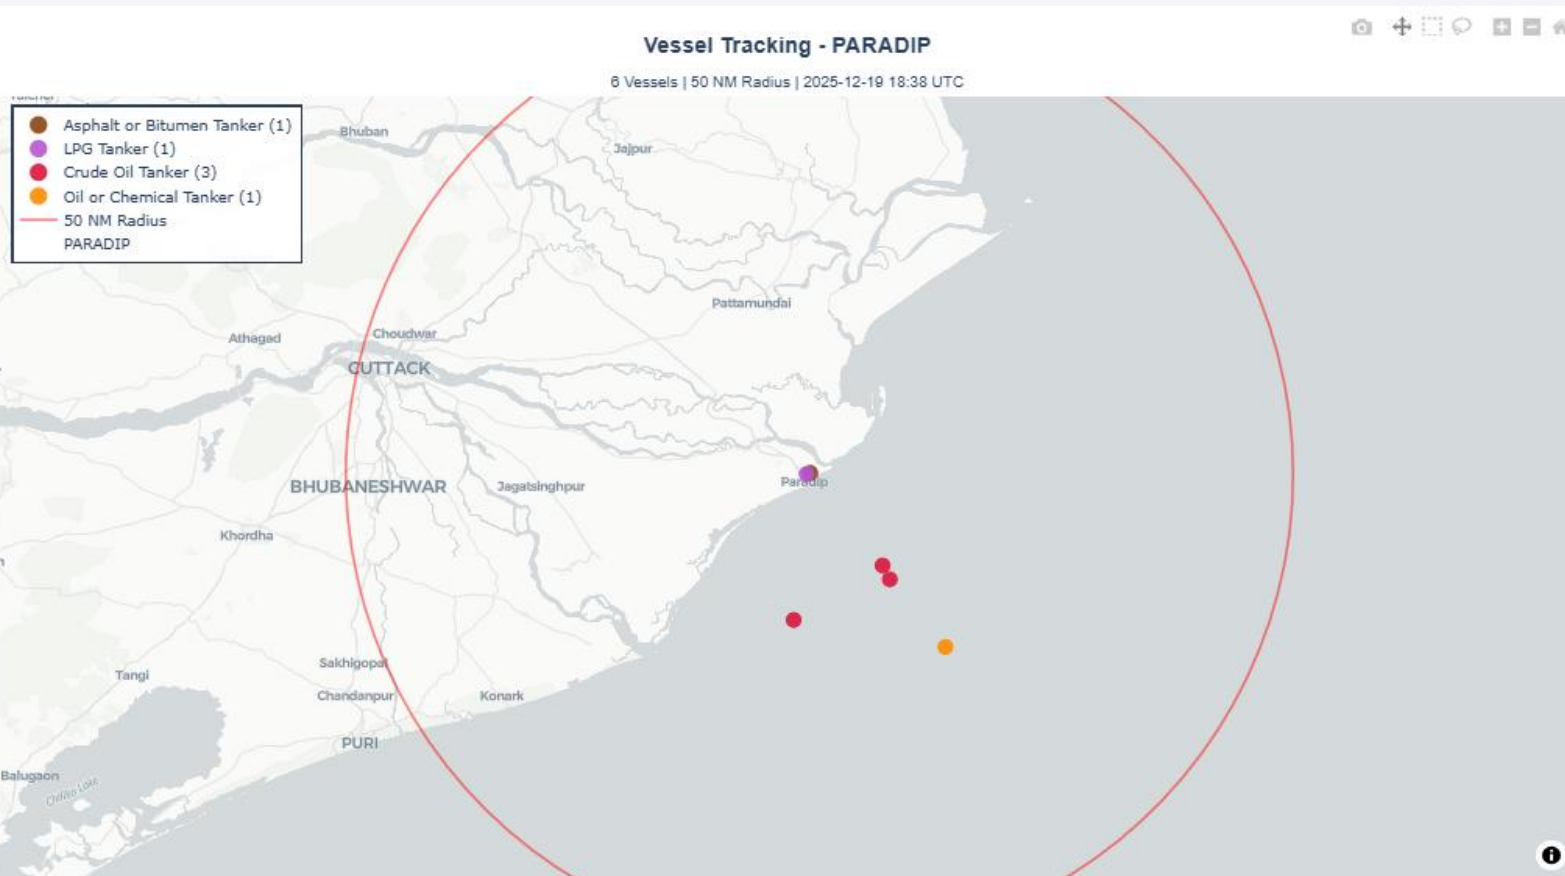 Vessel Tracking - PARADIP
6 Vessels | 50 NM Radius | 2025-12-19 18:38 UTC
Asphalt or Bitumen Tanker (1)
LPG Tanker (1)
Crude Oil Tanker (3)
Oil or Chemical Tanker (1)
50 NM Radius
PARADIP
Bhuban
Jajpur
Pattamundai
Athagad
Choudwar
CUTTACK
Paradip
BHUBANESHWAR
Jagatsinghpur
Khordha
Sakhigopal
Tangi
Chandanpur
Konark
PURI
Balugaon
Chilika Lake